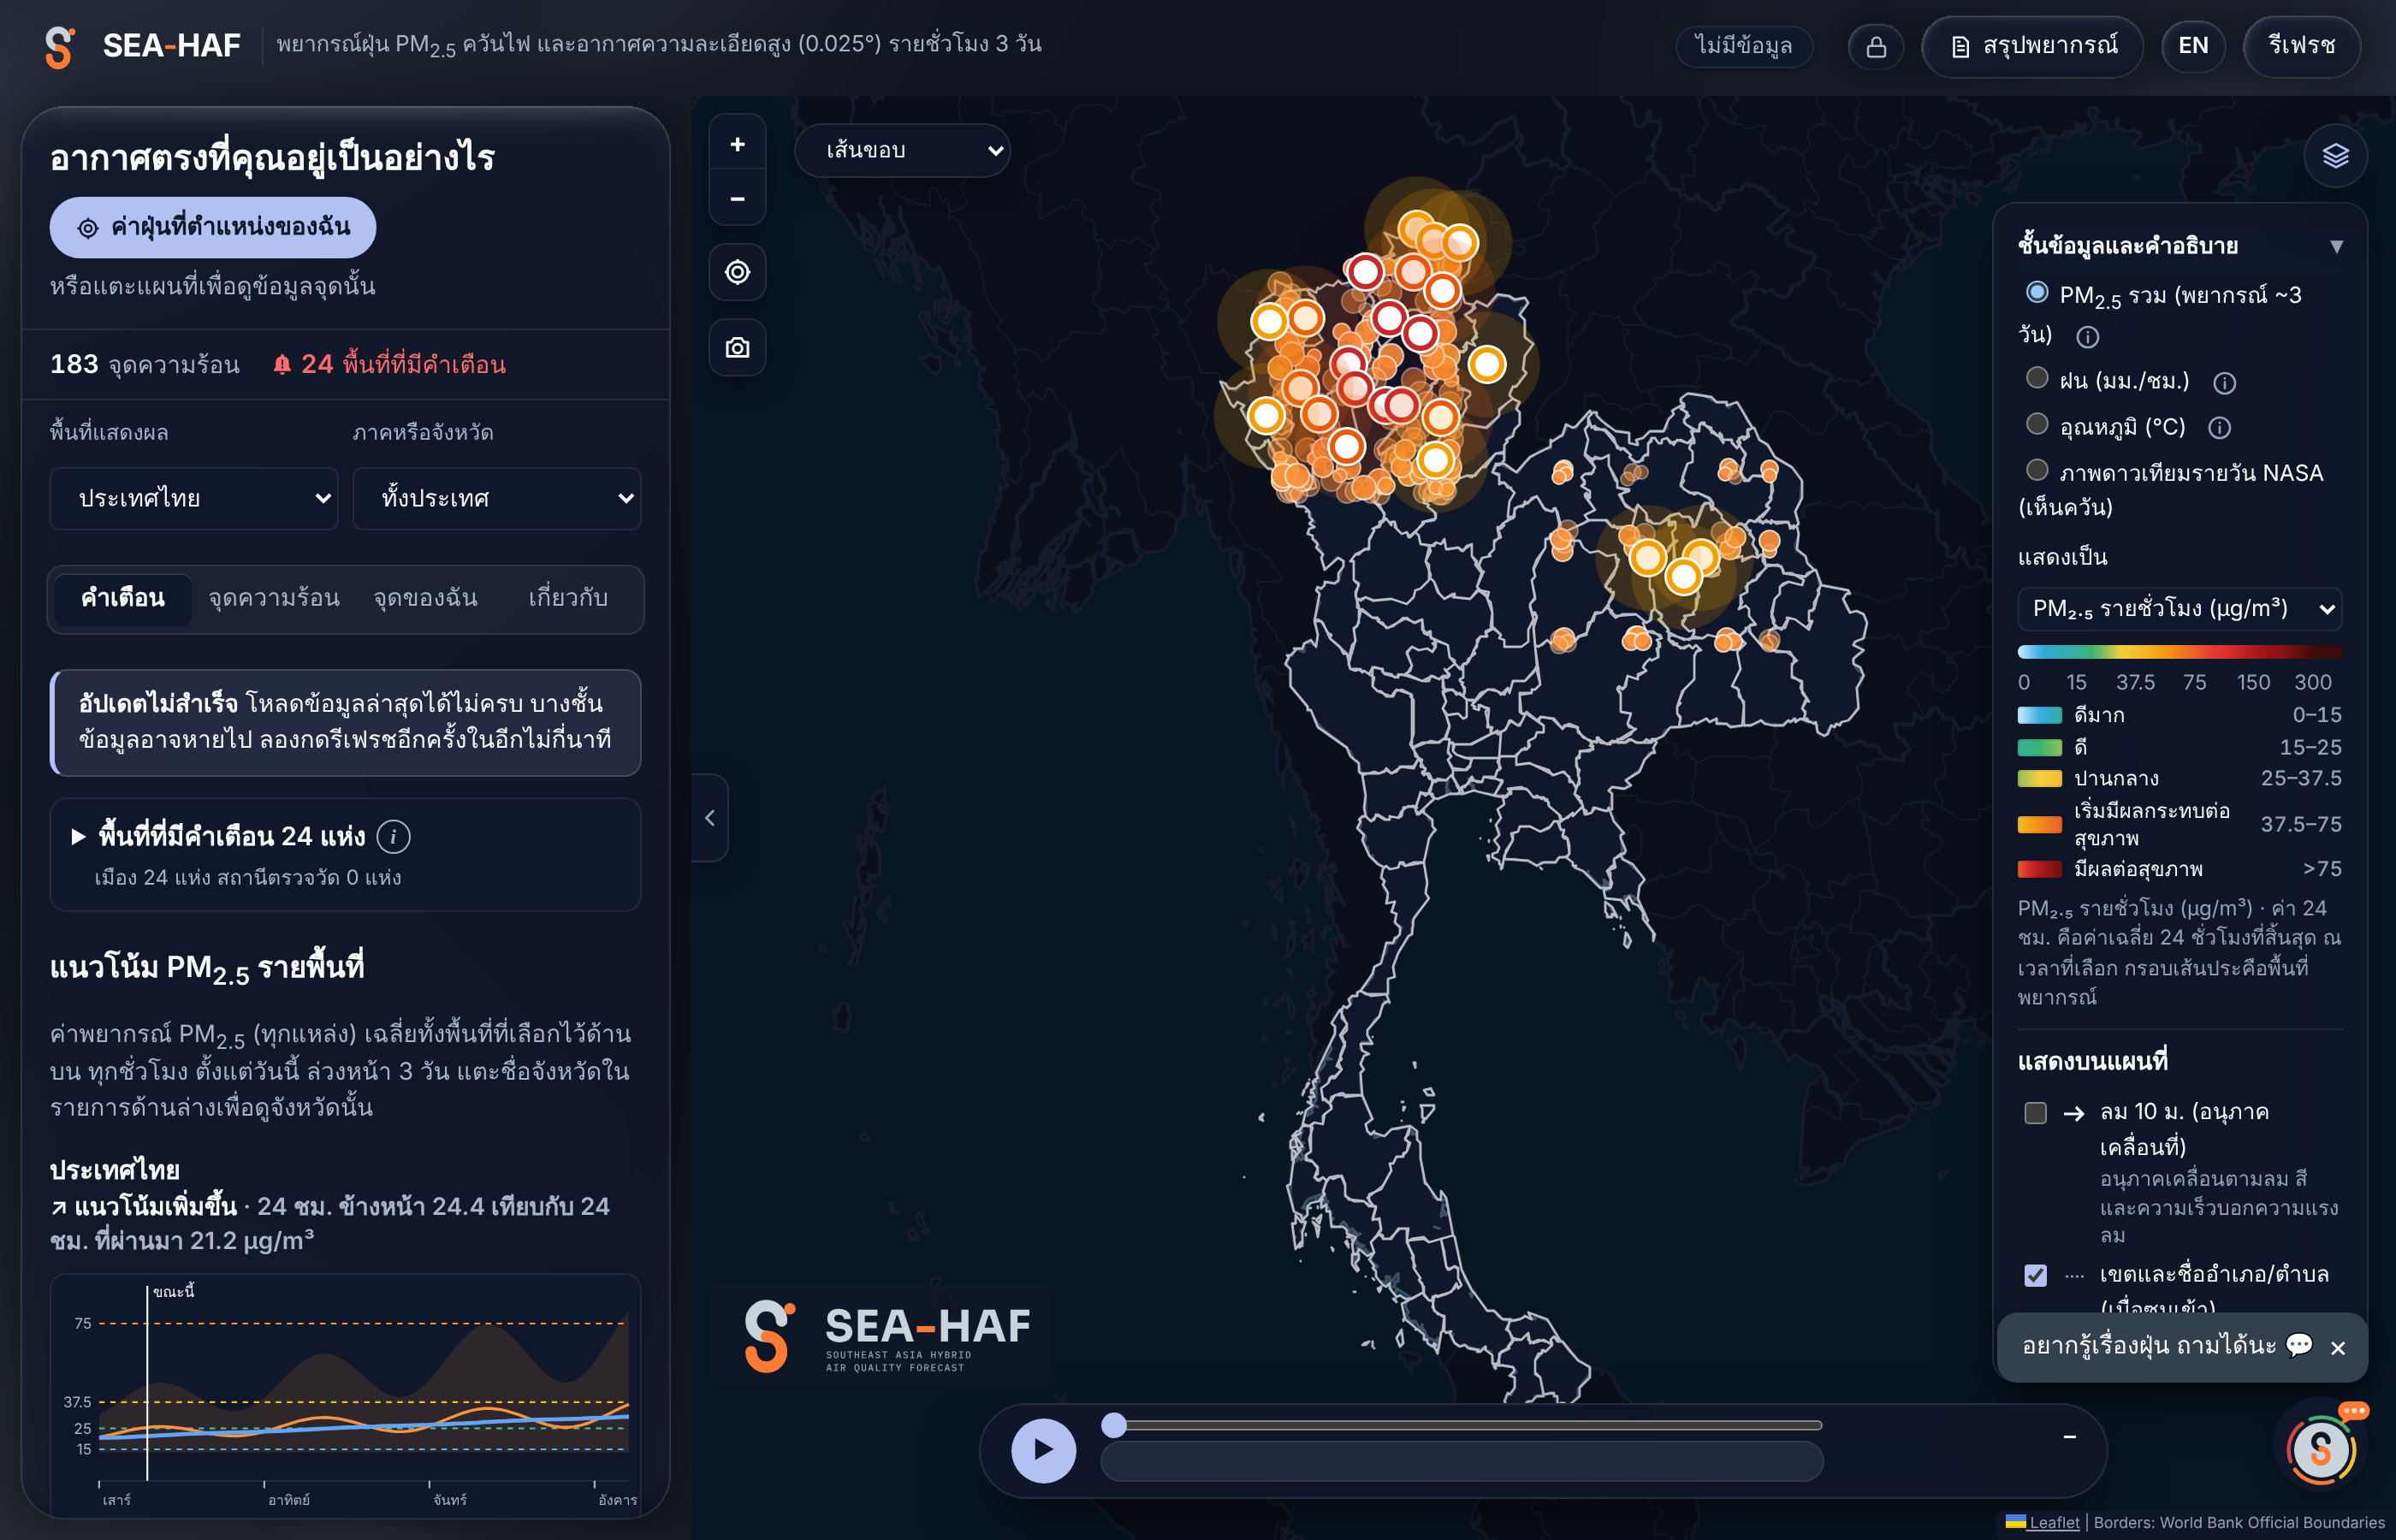 SEA-HAF
พยากรณ์ฝุ่น PM2.5 ควันไฟ และอากาศความละเอียดสูง (0.025°) รายชั่วโมง 3 วัน
ไม่มีข้อมูล
สรุปพยากรณ์
EN
รีเฟรช
อากาศตรงที่คุณอยู่เป็นอย่างไร
ค่าฝุ่นที่ตำแหน่งของฉัน
หรือแตะแผนที่เพื่อดูข้อมูลจุดนั้น
183 จุดความร้อน 24 พื้นที่ที่มีคำเตือน
พื้นที่แสดงผล ภาคหรือจังหวัด
ประเทศไทย ทั้งประเทศ
คำเตือน จุดความร้อน จุดของฉัน เกี่ยวกับ
อัปเดตไม่สำเร็จ โหลดข้อมูลล่าสุดได้ไม่ครบ บางชั้น
ข้อมูลอาจหายไป ลองกดรีเฟรชอีกครั้งในอีกไม่กี่นาที
พื้นที่ที่มีคำเตือน 24 แห่ง i
เมือง 24 แห่ง สถานีตรวจวัด 0 แห่ง
แนวโน้ม PM2.5 รายพื้นที่
ค่าพยากรณ์ PM2.5 (ทุกแหล่ง) เฉลี่ยทั้งพื้นที่ที่เลือกไว้ด้าน
บน ทุกชั่วโมง ตั้งแต่วันนี้ ล่วงหน้า 3 วัน แตะชื่อจังหวัดใน
รายการด้านล่างเพื่อดูจังหวัดนั้น
ประเทศไทย
↗ แนวโน้มเพิ่มขึ้น · 24 ชม. ข้างหน้า 24.4 เทียบกับ 24
ชม. ที่ผ่านมา 21.2 µg/m³
ขณะนี้
75
37.5
25
15
เสาร์ อาทิตย์ จันทร์ อังคาร
+
−
เส้นขอบ
SEA-HAF
SOUTHEAST ASIA HYBRID
AIR QUALITY FORECAST
–
ชั้นข้อมูลและคำอธิบาย ▼
PM2.5 รวม (พยากรณ์ ~3
วัน)
ฝน (มม./ชม.)
อุณหภูมิ (°C)
ภาพดาวเทียมรายวัน NASA
(เห็นควัน)
แสดงเป็น
PM₂.₅ รายชั่วโมง (µg/m³)
0 15 37.5 75 150 300
ดีมาก 0–15
ดี 15–25
ปานกลาง 25–37.5
เริ่มมีผลกระทบต่อ
สุขภาพ 37.5–75
มีผลต่อสุขภาพ >75
PM₂.₅ รายชั่วโมง (µg/m³) · ค่า 24
ชม. คือค่าเฉลี่ย 24 ชั่วโมงที่สิ้นสุด ณ
เวลาที่เลือก กรอบเส้นประคือพื้นที่
พยากรณ์
แสดงบนแผนที่
→ ลม 10 ม. (อนุภาค
เคลื่อนที่)
อนุภาคเคลื่อนตามลม สี
และความเร็วบอกความแรง
ลม
เขตและชื่ออำเภอ/ตำบล
(เมื่อซูมเข้า)
อยากรู้เรื่องฝุ่น ถามได้นะ 💬 ×
Leaflet | Borders: World Bank Official Boundaries